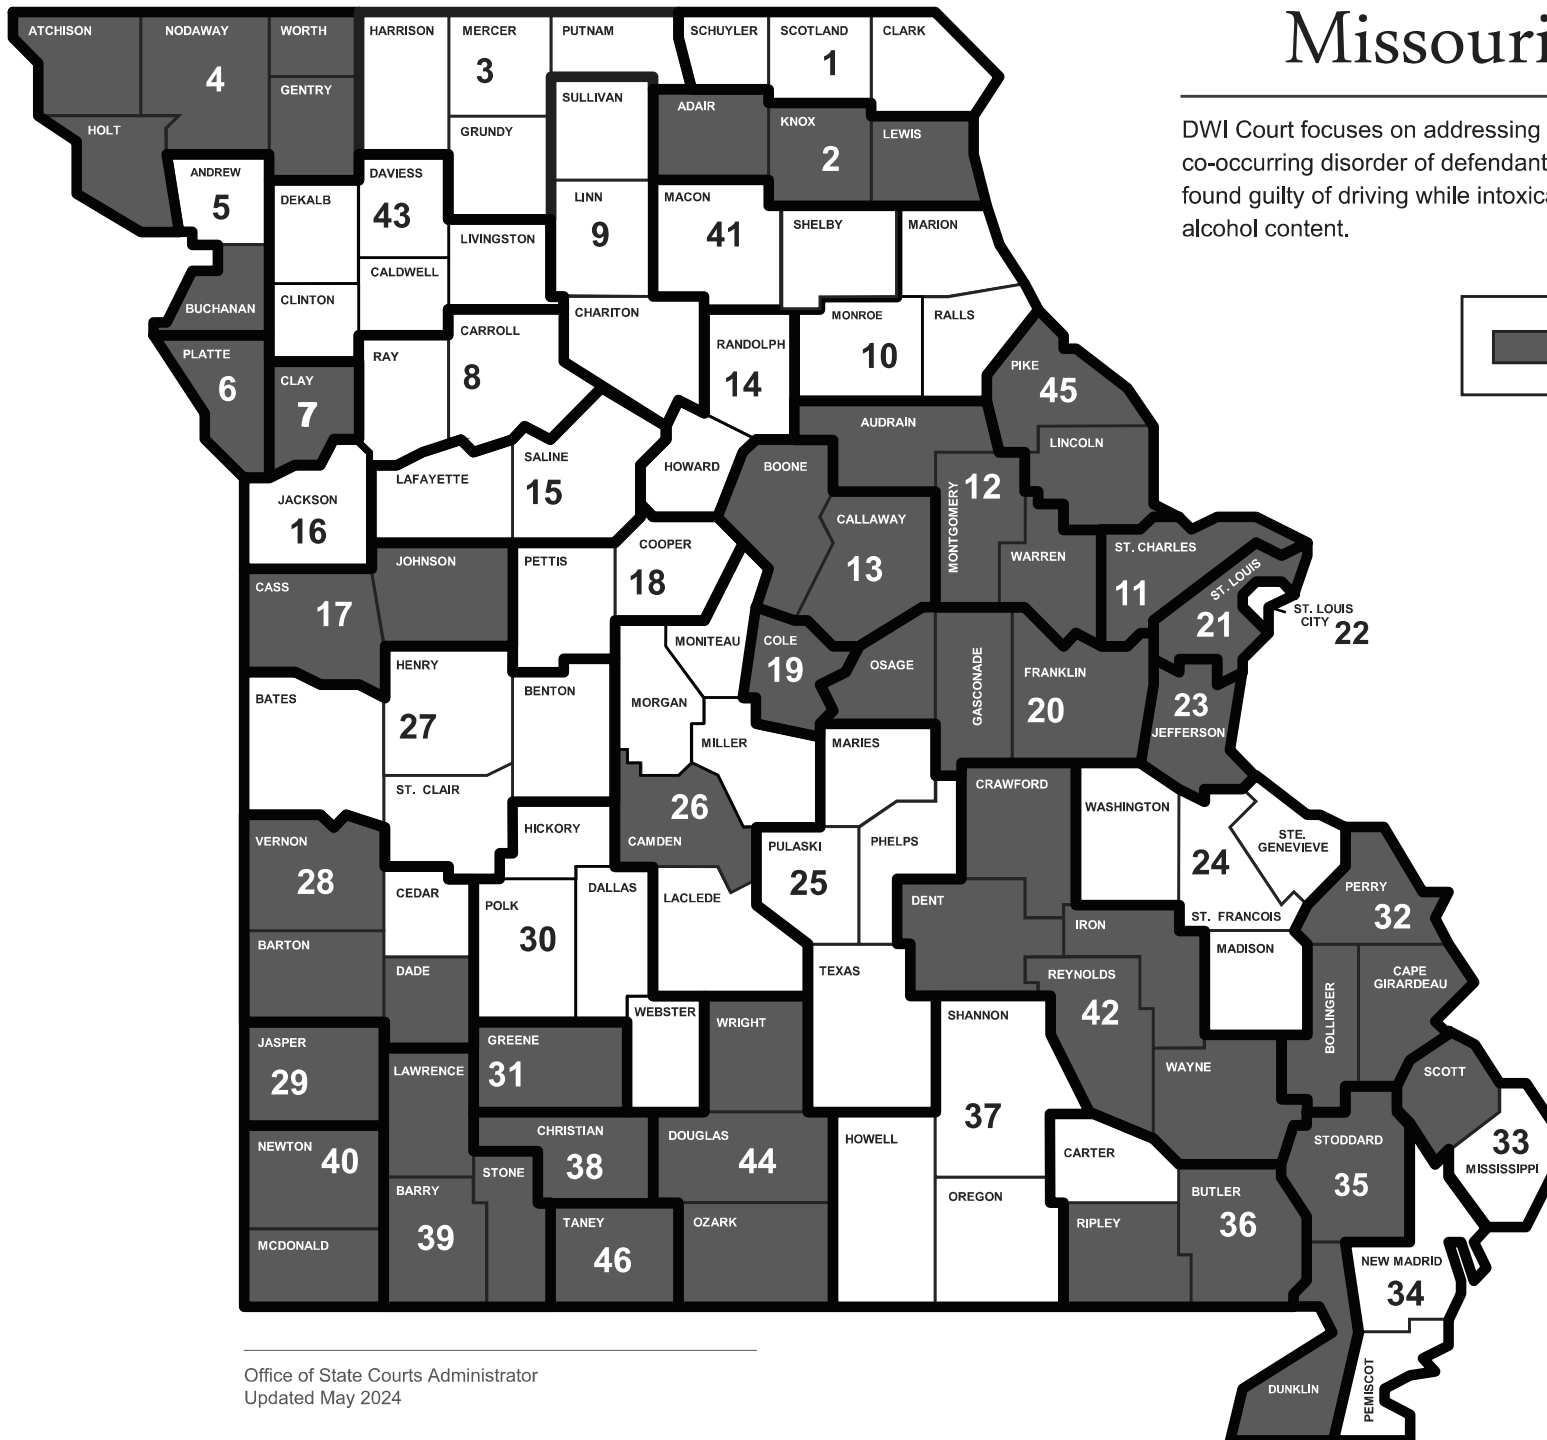 Missouri
DWI Court focuses on addressing
co-occurring disorder of defendant
found guilty of driving while intoxica
alcohol content.
ATCHISON
NODAWAY
4
WORTH
HARRISON
MERCER
3
PUTNAM
SCHUYLER
SCOTLAND
1
CLARK
GENTRY
HOLT
GRUNDY
SULLIVAN
ADAIR
KNOX
2
LEWIS
ANDREW
5
DEKALB
DAVIESS
43
LINN
9
MACON
41
SHELBY
MARION
LIVINGSTON
CALDWELL
CLINTON
BUCHANAN
CHARITON
MONROE
10
RALLS
CARROLL
8
RAY
RANDOLPH
14
PLATTE
6
CLAY
7
PIKE
45
AUDRAIN
LINCOLN
SALINE
15
HOWARD
BOONE
LAFAYETTE
JACKSON
16
MONTGOMERY
12
CALLAWAY
13
WARREN
ST. CHARLES
11
COOPER
18
JOHNSON
PETTIS
CASS
17
ST. LOUIS
21
ST. LOUIS
CITY 22
MONITEAU
COLE
19
OSAGE
GASCONADE
FRANKLIN
20
HENRY
27
BENTON
BATES
MORGAN
MILLER
MARIES
23
JEFFERSON
ST. CLAIR
CRAWFORD
WASHINGTON
26
CAMDEN
HICKORY
STE.
GENEVIEVE
VERNON
28
PULASKI
25
PHELPS
24
ST. FRANCOIS
CEDAR
POLK
30
DALLAS
LACLEDE
DENT
PERRY
32
IRON
BARTON
MADISON
DADE
TEXAS
REYNOLDS
42
CAPE
GIRARDEAU
BOLLINGER
WEBSTER
WRIGHT
SHANNON
JASPER
29
GREENE
31
LAWRENCE
WAYNE
SCOTT
37
CHRISTIAN
38
DOUGLAS
44
HOWELL
STODDARD
35
33
MISSISSIPPI
NEWTON
40
CARTER
STONE
BARRY
39
OREGON
BUTLER
36
TANEY
46
OZARK
RIPLEY
MCDONALD
NEW MADRID
34
DUNKLIN
PEMISCOT
Office of State Courts Administrator
Updated May 2024